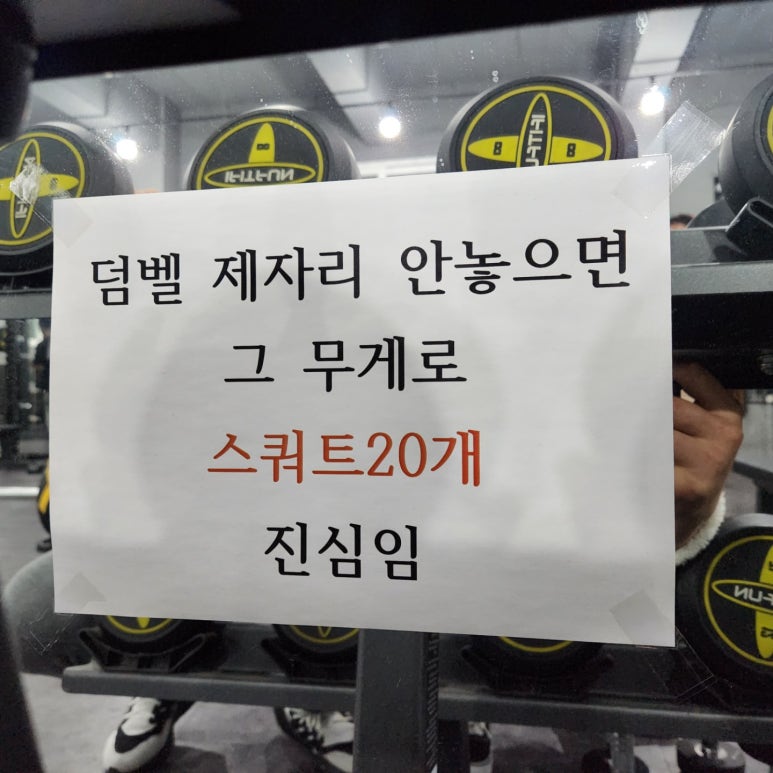 덤벨 제자리 안놓으면
그 무게로
스쿼트20개
진심임